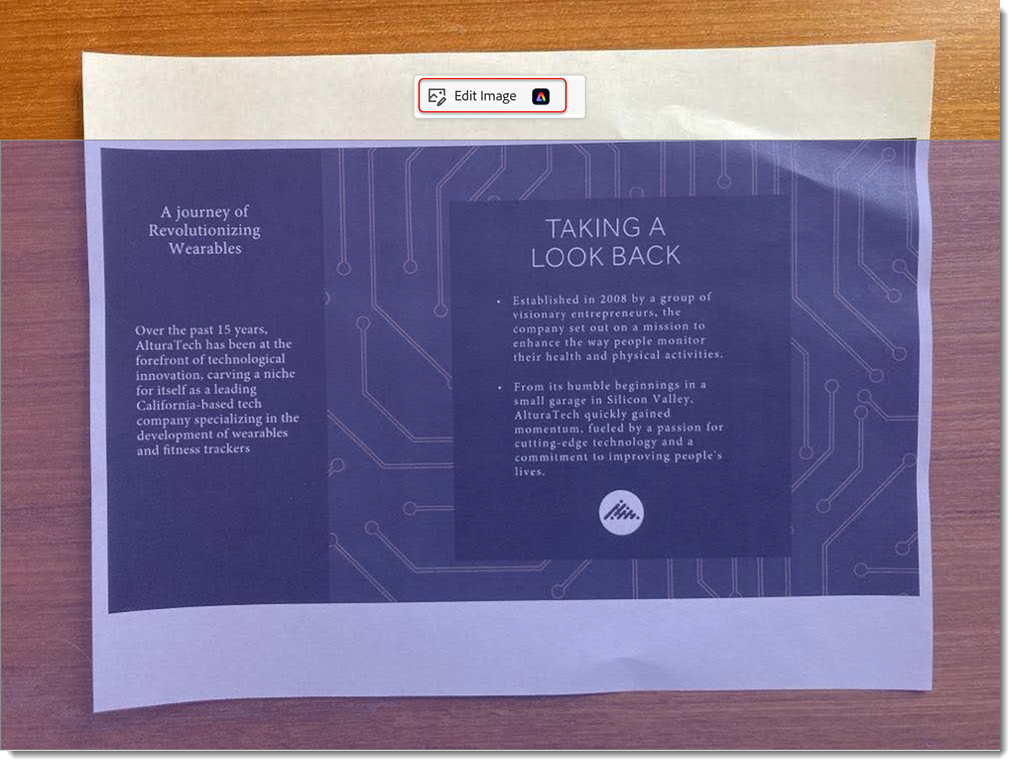 Edit Image
A journey of
Revolutionizing
Wearables
Over the past 15 years,
AlturaTech has been at the
forefront of technological
innovation, carving a niche
for itself as a leading
California-based tech
company specializing in the
development of wearables
and fitness trackers
TAKING A
LOOK BACK
• Established in 2008 by a group of
visionary entrepreneurs, the
company set out on a mission to
enhance the way people monitor
their health and physical activities.
• From its humble beginnings in a
small garage in Silicon Valley,
AlturaTech quickly gained
momentum, fueled by a passion for
cutting-edge technology and a
commitment to improving people's
lives.